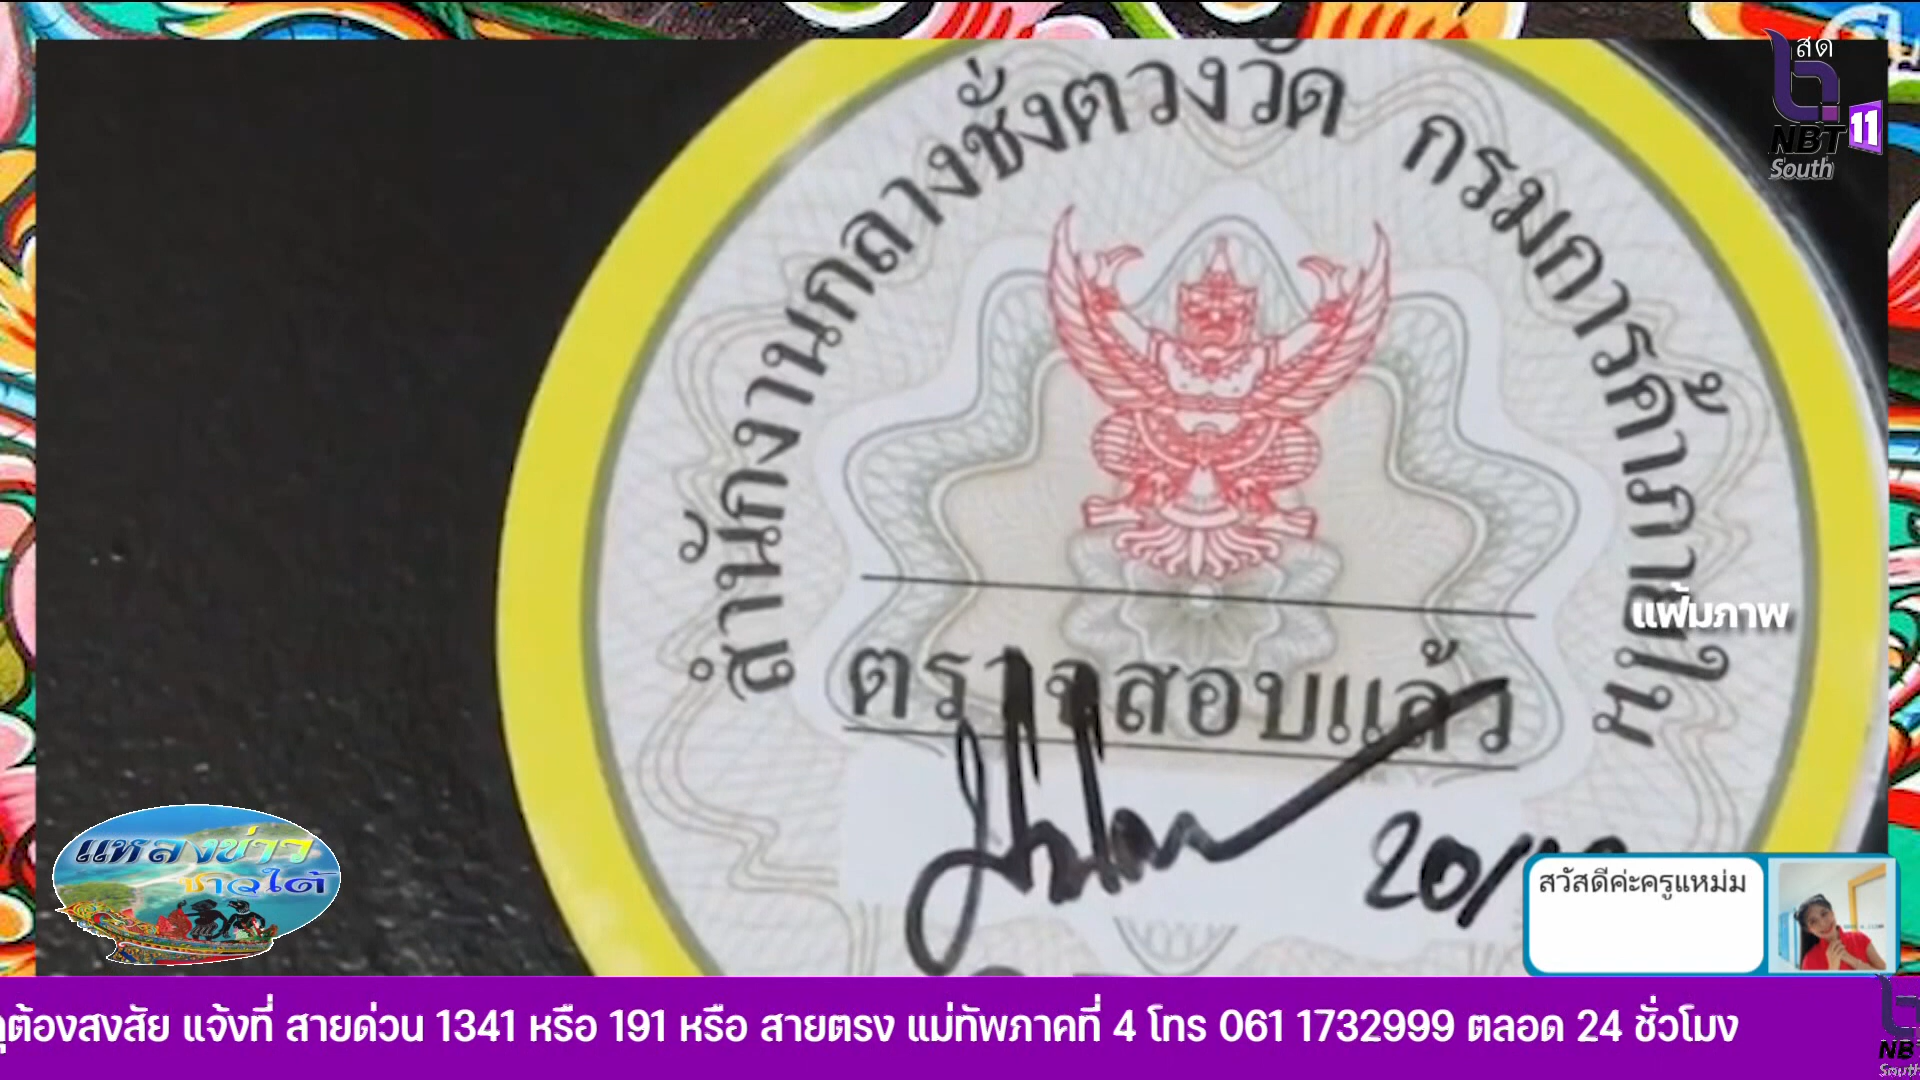 สด
NBT 11
South
สำนักงานกลางชั่งตวงวัด กรมการค้าภายใน
แฟ้มภาพ
ตรวจสอบแล้ว
แหลงข่าว
ชาวใต้
สวัสดีค่ะครูแหม่ม
ต้องสงสัย แจ้งที่ สายด่วน 1341 หรือ 191 หรือ สายตรง แม่ทัพภาคที่ 4 โทร 061 1732999 ตลอด 24 ชั่วโมง
NB
South